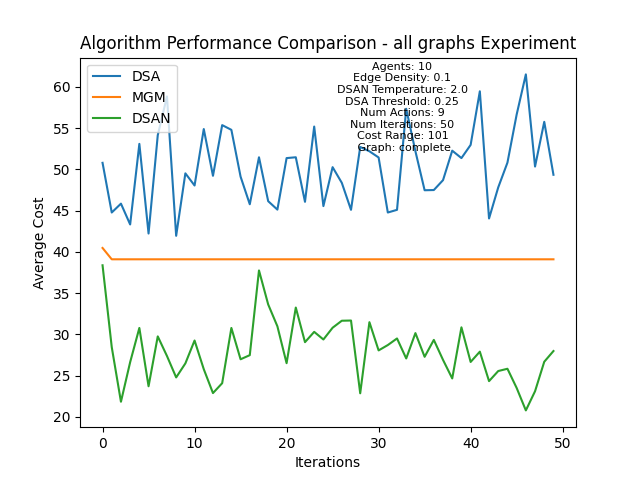 Algorithm Performance Comparison - all graphs Experiment
DSA
MGM
DSAN
Agents: 10
Edge Density: 0.1
DSAN Temperature: 2.0
DSA Threshold: 0.25
Num Actions: 9
Num Iterations: 50
Cost Range: 101
Graph: complete
60
55
50
45
40
35
30
25
20
Average Cost
0 10 20 30 40 50
Iterations